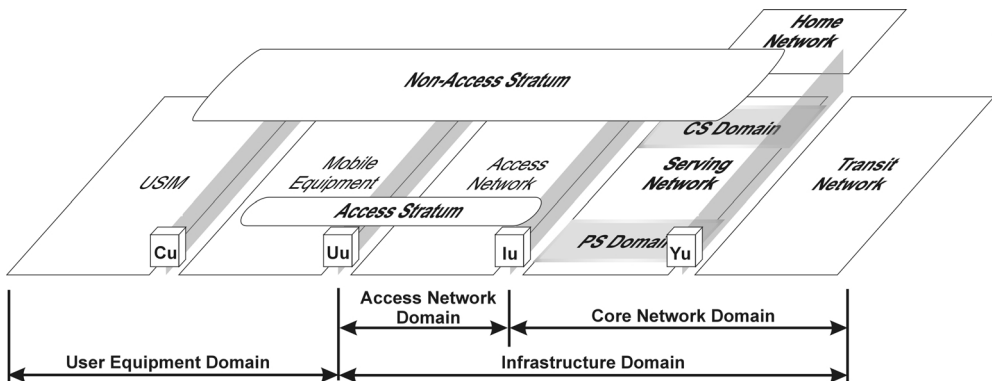 Home
Network
Non-Access Stratum
CS Domain
USIM
Mobile
Equipment
Access
Network
Serving
Network
Transit
Network
Access Stratum
PS Domain
Cu
Uu
Iu
Yu
Access Network
Domain
Core Network Domain
User Equipment Domain
Infrastructure Domain